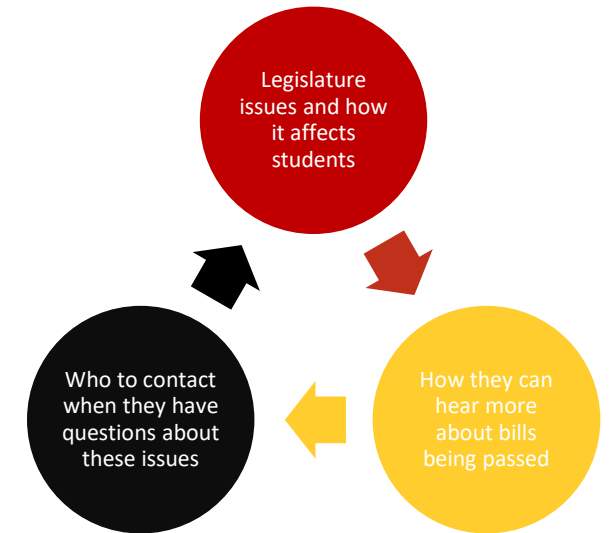 Legislature
issues and how
it affects
students
How they can
hear more
about bills
being passed
Who to contact
when they have
questions about
these issues